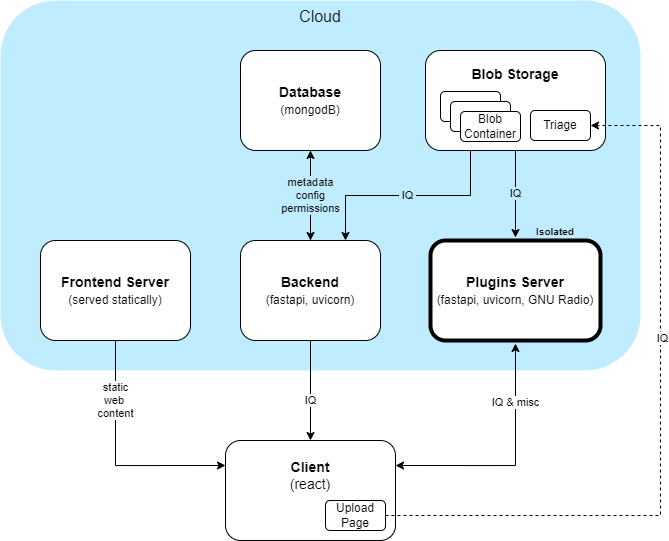 Cloud
Database
(mongodB)
Blob Storage
Blob
Container
Triage
metadata
config
permissions
IQ
IQ
Isolated
Frontend Server
(served statically)
Backend
(fastapi, uvicorn)
Plugins Server
(fastapi, uvicorn, GNU Radio)
IQ
static
web
content
IQ
IQ & misc
Client
(react)
Upload
Page